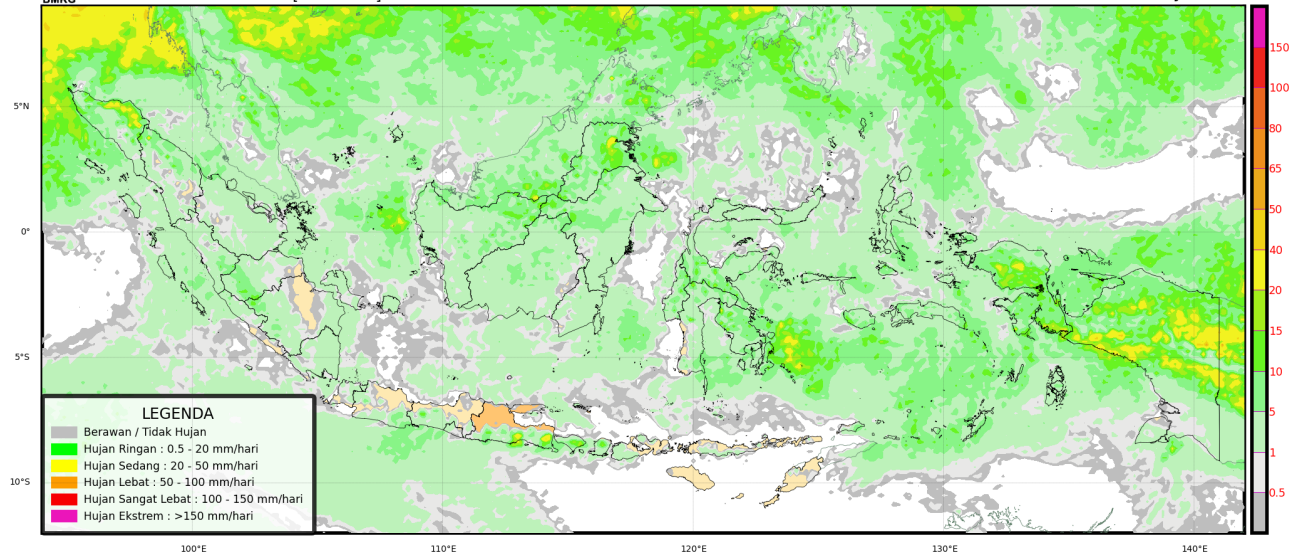 BMKG
5°N
0°
5°S
10°S
100°E
110°E
120°E
130°E
140°E
LEGENDA
Berawan / Tidak Hujan
Hujan Ringan : 0.5 - 20 mm/hari
Hujan Sedang : 20 - 50 mm/hari
Hujan Lebat : 50 - 100 mm/hari
Hujan Sangat Lebat : 100 - 150 mm/hari
Hujan Ekstrem : >150 mm/hari
150
100
80
65
50
40
20
15
10
5
1
0.5